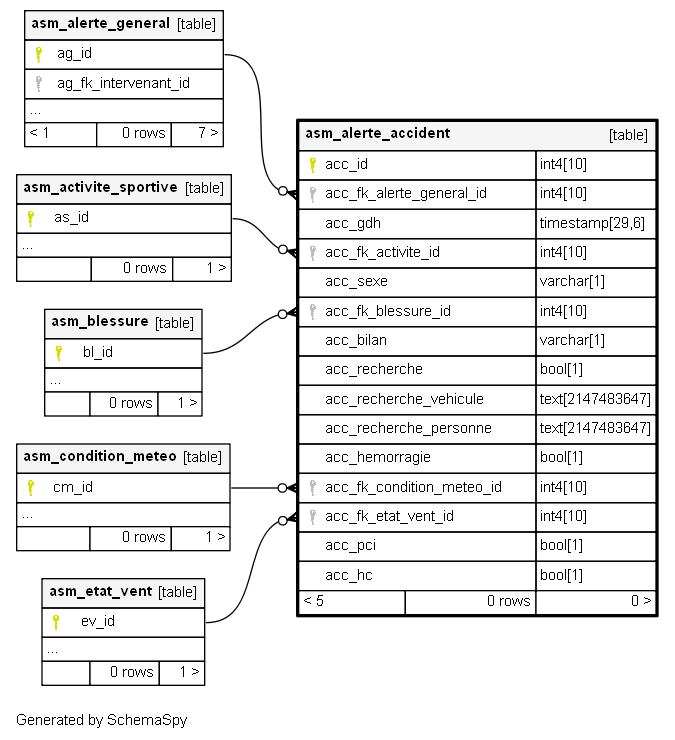 asm_alerte_general [table]
ag_id
ag_fk_intervenant_id
...
< 1 0 rows 7 >
asm_activite_sportive [table]
as_id
...
0 rows 1 >
asm_blessure [table]
bl_id
...
0 rows 1 >
asm_condition_meteo [table]
cm_id
...
0 rows 1 >
asm_etat_vent [table]
ev_id
...
0 rows 1 >
asm_alerte_accident [table]
acc_id int4[10]
acc_fk_alerte_general_id int4[10]
acc_gdh timestamp[29,6]
acc_fk_activite_id int4[10]
acc_sexe varchar[1]
acc_fk_blessure_id int4[10]
acc_bilan varchar[1]
acc_recherche bool[1]
acc_recherche_vehicule text[2147483647]
acc_recherche_personne text[2147483647]
acc_hemorragie bool[1]
acc_fk_condition_meteo_id int4[10]
acc_fk_etat_vent_id int4[10]
acc_pci bool[1]
acc_hc bool[1]
< 5 0 rows 0 >
Generated by SchemaSpy